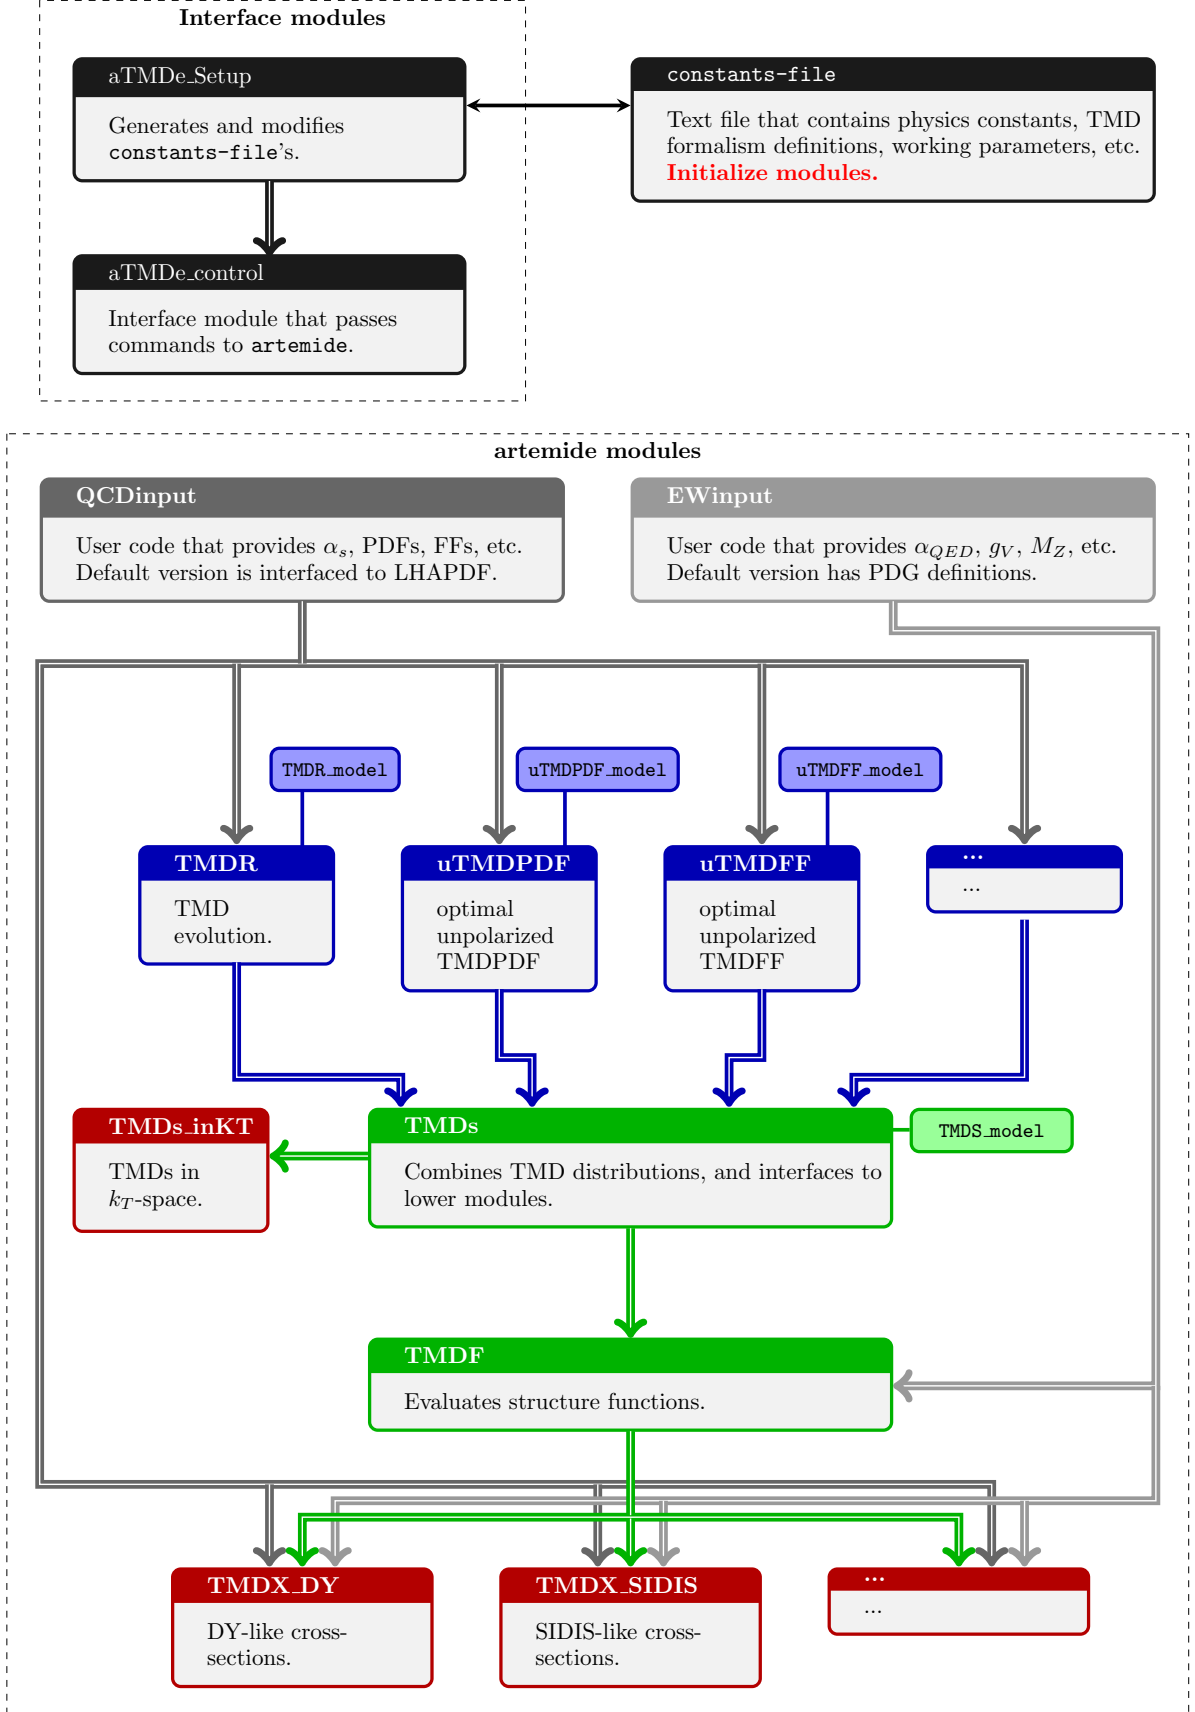 Interface modules
aTMDe_Setup
Generates and modifies
constants-file's.
constants-file
Text file that contains physics constants, TMD
formalism definitions, working parameters, etc.
Initialize modules.
aTMDe_control
Interface module that passes
commands to artemide.
artemide modules
QCDinput
User code that provides α_s, PDFs, FFs, etc.
Default version is interfaced to LHAPDF.
EWinput
User code that provides α_QED, g_V, M_Z, etc.
Default version has PDG definitions.
TMDR_model
uTMDPDF_model
uTMDFF_model
TMDR
TMD
evolution.
uTMDPDF
optimal
unpolarized
TMDPDF
uTMDFF
optimal
unpolarized
TMDFF
...
...
TMDs_inKT
TMDs in
k_T-space.
TMDs
Combines TMD distributions, and interfaces to
lower modules.
TMDS_model
TMDF
Evaluates structure functions.
TMDX_DY
DY-like cross-
sections.
TMDX_SIDIS
SIDIS-like cross-
sections.
...
...